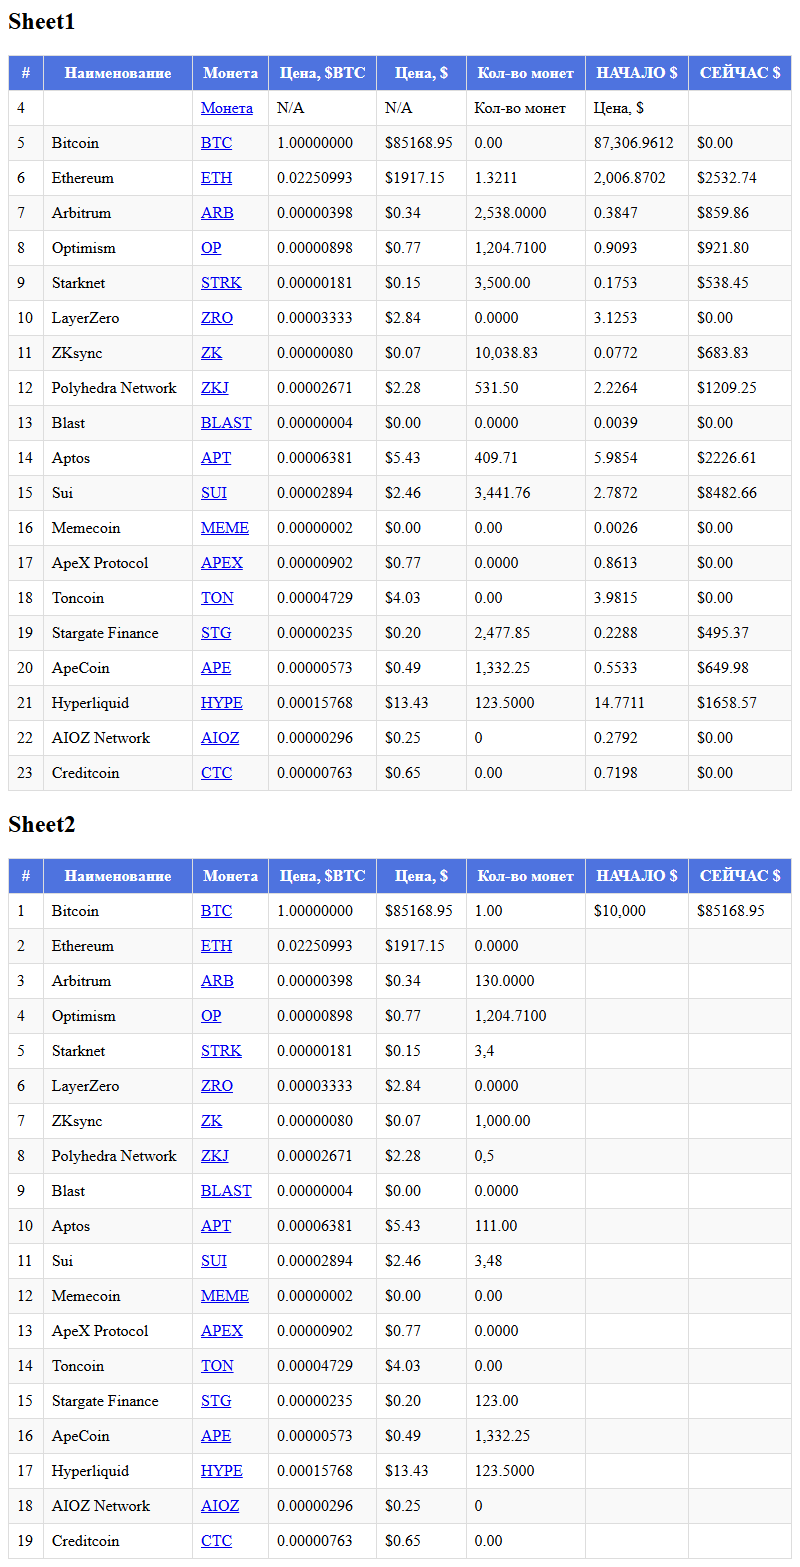 Sheet1
# Наименование Монета Цена, $BTC Цена, $ Кол-во монет НАЧАЛО $ СЕЙЧАС $
4 Монета N/A N/A Кол-во монет Цена, $
5 Bitcoin BTC 1.00000000 $85168.95 0.00 87,306.9612 $0.00
6 Ethereum ETH 0.02250993 $1917.15 1.3211 2,006.8702 $2532.74
7 Arbitrum ARB 0.00000398 $0.34 2,538.0000 0.3847 $859.86
8 Optimism OP 0.00000898 $0.77 1,204.7100 0.9093 $921.80
9 Starknet STRK 0.00000181 $0.15 3,500.00 0.1753 $538.45
10 LayerZero ZRO 0.00003333 $2.84 0.0000 3.1253 $0.00
11 ZKsync ZK 0.00000080 $0.07 10,038.83 0.0772 $683.83
12 Polyhedra Network ZKJ 0.00002671 $2.28 531.50 2.2264 $1209.25
13 Blast BLAST 0.00000004 $0.00 0.0000 0.0039 $0.00
14 Aptos APT 0.00006381 $5.43 409.71 5.9854 $2226.61
15 Sui SUI 0.00002894 $2.46 3,441.76 2.7872 $8482.66
16 Memecoin MEME 0.00000002 $0.00 0.00 0.0026 $0.00
17 ApeX Protocol APEX 0.00000902 $0.77 0.0000 0.8613 $0.00
18 Toncoin TON 0.00004729 $4.03 0.00 3.9815 $0.00
19 Stargate Finance STG 0.00000235 $0.20 2,477.85 0.2288 $495.37
20 ApeCoin APE 0.00000573 $0.49 1,332.25 0.5533 $649.98
21 Hyperliquid HYPE 0.00015768 $13.43 123.5000 14.7711 $1658.57
22 AIOZ Network AIOZ 0.00000296 $0.25 0 0.2792 $0.00
23 Creditcoin CTC 0.00000763 $0.65 0.00 0.7198 $0.00
Sheet2
# Наименование Монета Цена, $BTC Цена, $ Кол-во монет НАЧАЛО $ СЕЙЧАС $
1 Bitcoin BTC 1.00000000 $85168.95 1.00 $10,000 $85168.95
2 Ethereum ETH 0.02250993 $1917.15 0.0000
3 Arbitrum ARB 0.00000398 $0.34 130.0000
4 Optimism OP 0.00000898 $0.77 1,204.7100
5 Starknet STRK 0.00000181 $0.15 3,4
6 LayerZero ZRO 0.00003333 $2.84 0.0000
7 ZKsync ZK 0.00000080 $0.07 1,000.00
8 Polyhedra Network ZKJ 0.00002671 $2.28 0,5
9 Blast BLAST 0.00000004 $0.00 0.0000
10 Aptos APT 0.00006381 $5.43 111.00
11 Sui SUI 0.00002894 $2.46 3,48
12 Memecoin MEME 0.00000002 $0.00 0.00
13 ApeX Protocol APEX 0.00000902 $0.77 0.0000
14 Toncoin TON 0.00004729 $4.03 0.00
15 Stargate Finance STG 0.00000235 $0.20 123.00
16 ApeCoin APE 0.00000573 $0.49 1,332.25
17 Hyperliquid HYPE 0.00015768 $13.43 123.5000
18 AIOZ Network AIOZ 0.00000296 $0.25 0
19 Creditcoin CTC 0.00000763 $0.65 0.00